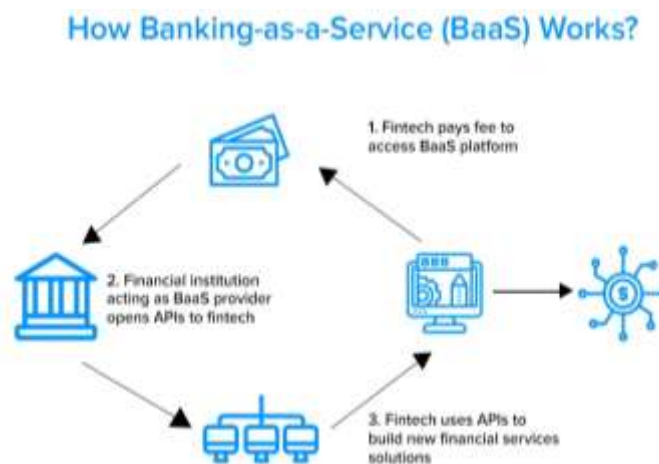 How Banking-as-a-Service (BaaS) Works?
1. Fintech pays fee to
access BaaS platform
2. Financial institution
acting as BaaS provider
opens APIs to fintech
3. Fintech uses APIs to
build new financial services
solutions